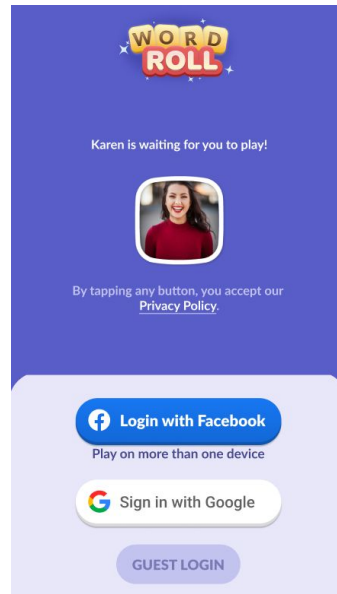 WORD
ROLL
Karen is waiting for you to play!
By tapping any button, you accept our
Privacy Policy.
Login with Facebook
Play on more than one device
Sign in with Google
GUEST LOGIN